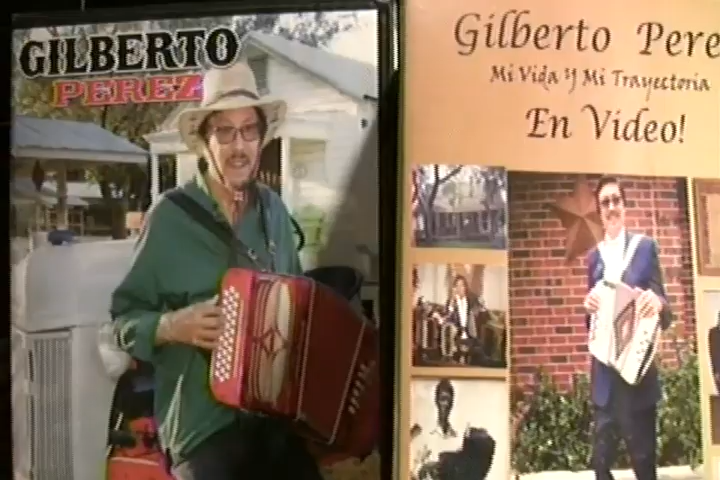 GILBERTO
PEREZ
Gilberto Pere
Mi Vida Y Mi Trayectoria
En Video!